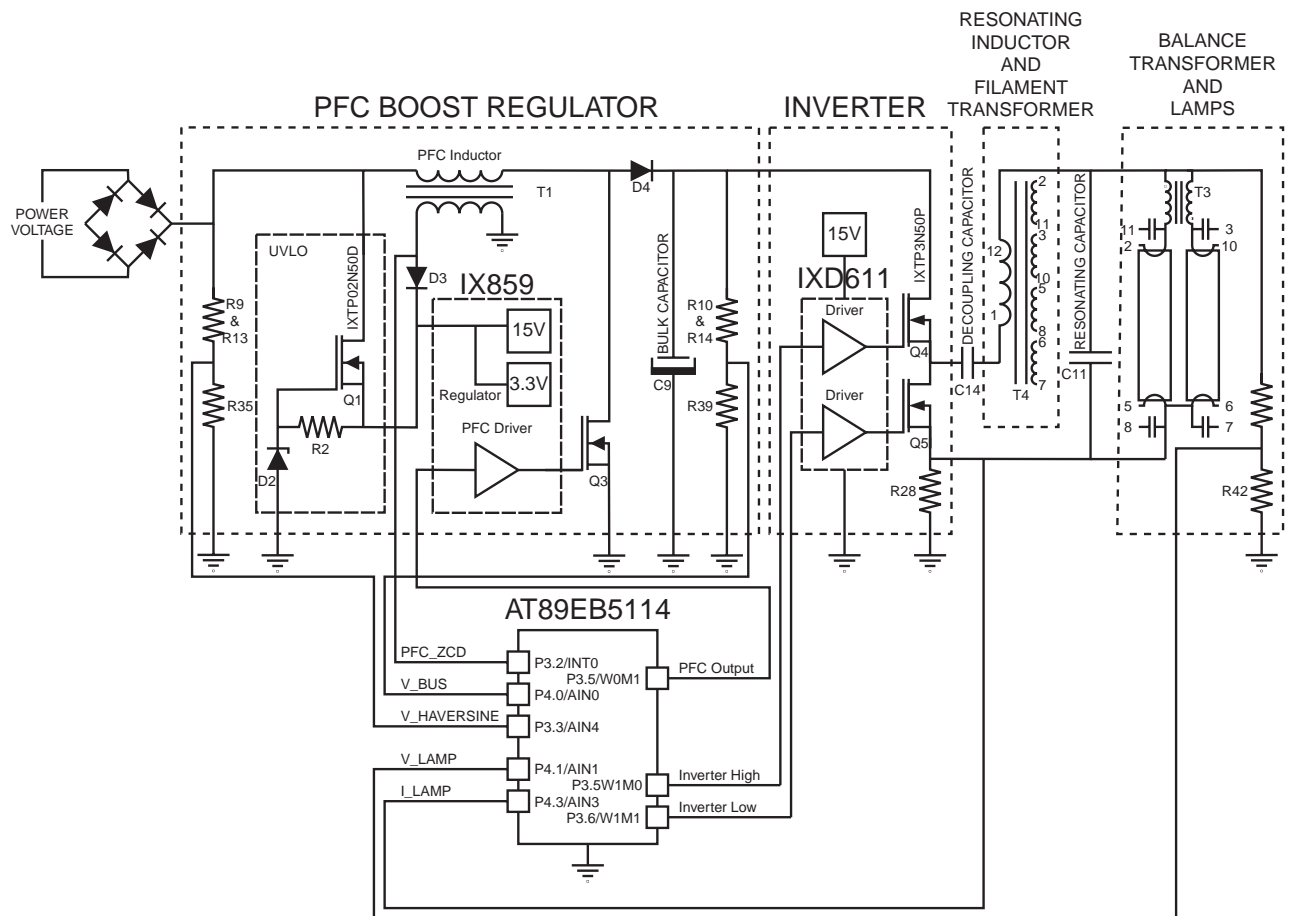 RESONATING
INDUCTOR
AND
FILAMENT
TRANSFORMER
BALANCE
TRANSFORMER
AND
LAMPS
PFC BOOST REGULATOR
INVERTER
POWER
VOLTAGE
PFC Inductor
T1
D4
UVLO
IXTP02N50D
D3
IX859
15V
3.3V
Regulator
PFC Driver
R9
&
R13
R35
Q1
R2
D2
Q3
BULK CAPACITOR
C9
R10
&
R14
R39
15V
IXD611
Driver
Driver
IXTP3N50P
Q4
Q5
R28
DECOUPLING CAPACITOR
C14
12
1
2
11
3
10
5
8
6
7
T4
RESONATING CAPACITOR
C11
T3
11
3
2
10
5
6
8
7
R42
AT89EB5114
PFC_ZCD
P3.2/INT0
V_BUS
P4.0/AIN0
V_HAVERSINE
P3.3/AIN4
V_LAMP
P4.1/AIN1
I_LAMP
P4.3/AIN3
P3.5/W0M1
PFC Output
P3.5W1M0
Inverter High
P3.6/W1M1
Inverter Low